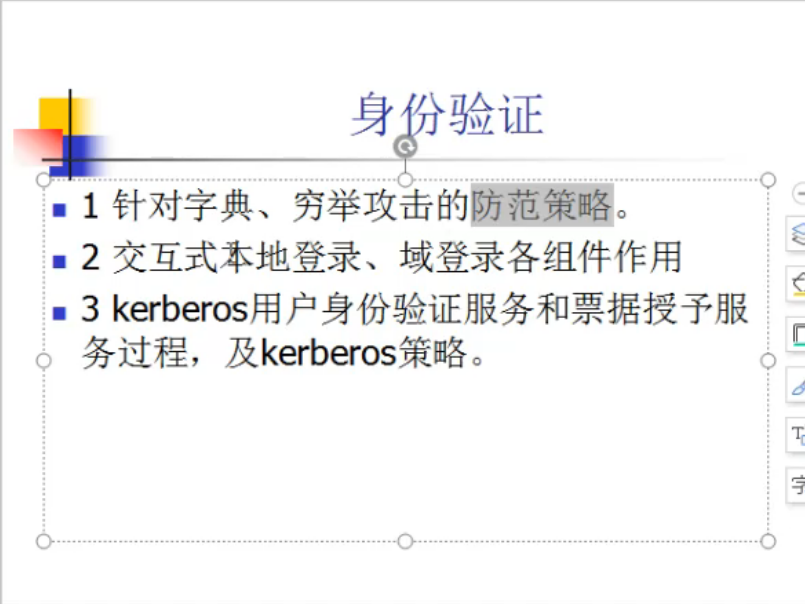 身份验证
1 针对字典、穷举攻击的防范策略。
2 交互式本地登录、域登录各组件作用
3 kerberos用户身份验证服务和票据授予服
务过程，及kerberos策略。
字